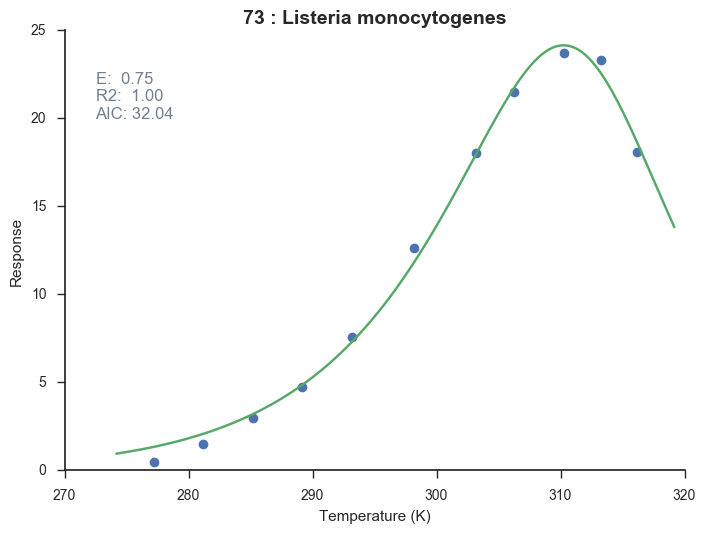 73 : Listeria monocytogenes
E: 0.75
R2: 1.00
AIC: 32.04
25
20
15
10
5
0
Response
270 280 290 300 310 320
Temperature (K)